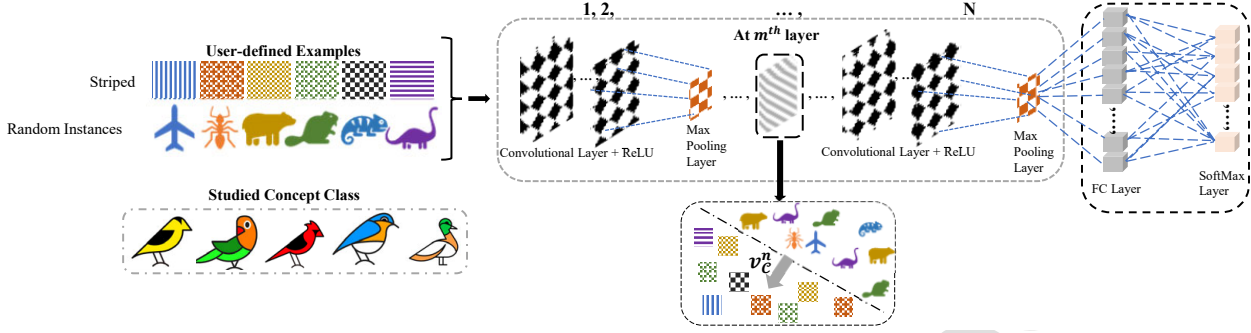 1, 2,
... ,
N
User-defined Examples
At mᵗʰ layer
Striped
Random Instances
Convolutional Layer + ReLU
Max
Pooling
Layer
Convolutional Layer + ReLU
Max
Pooling
Layer
FC Layer
SoftMax
Layer
Studied Concept Class
vⁿ_C